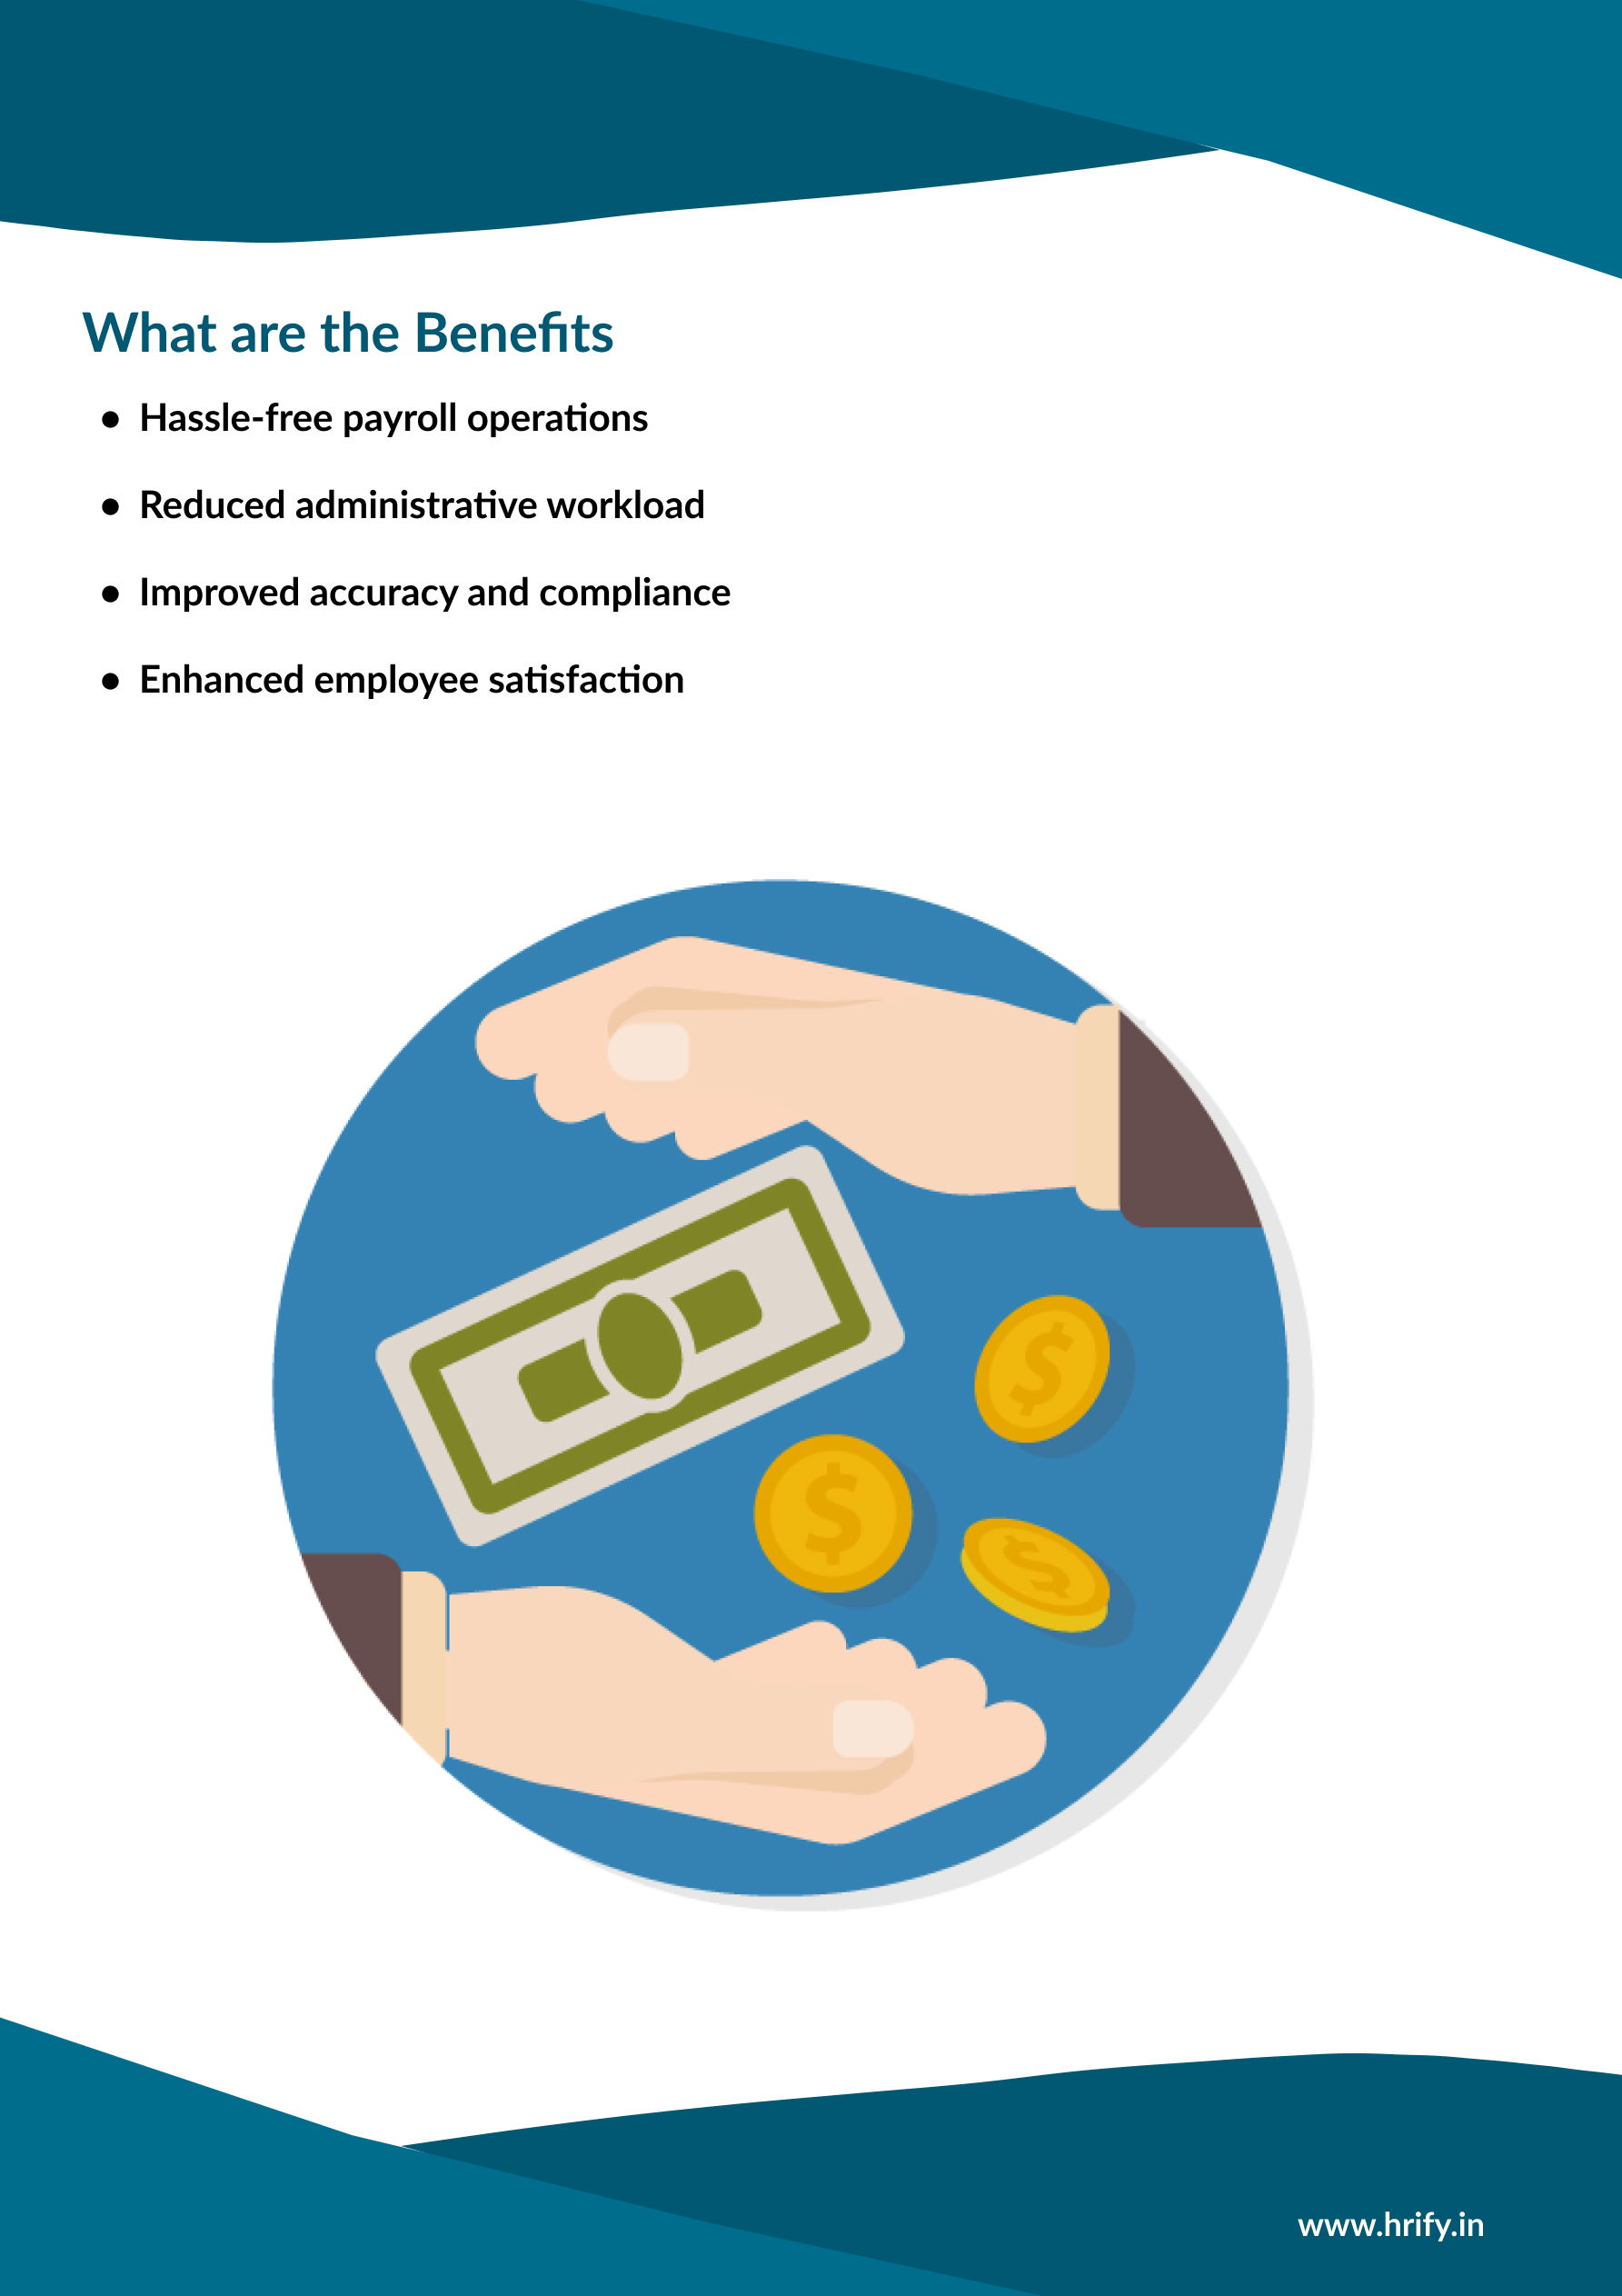 What are the Benefits
● Hassle-free payroll operations
● Reduced administrative workload
● Improved accuracy and compliance
● Enhanced employee satisfaction
$
$
$
www.hrify.in